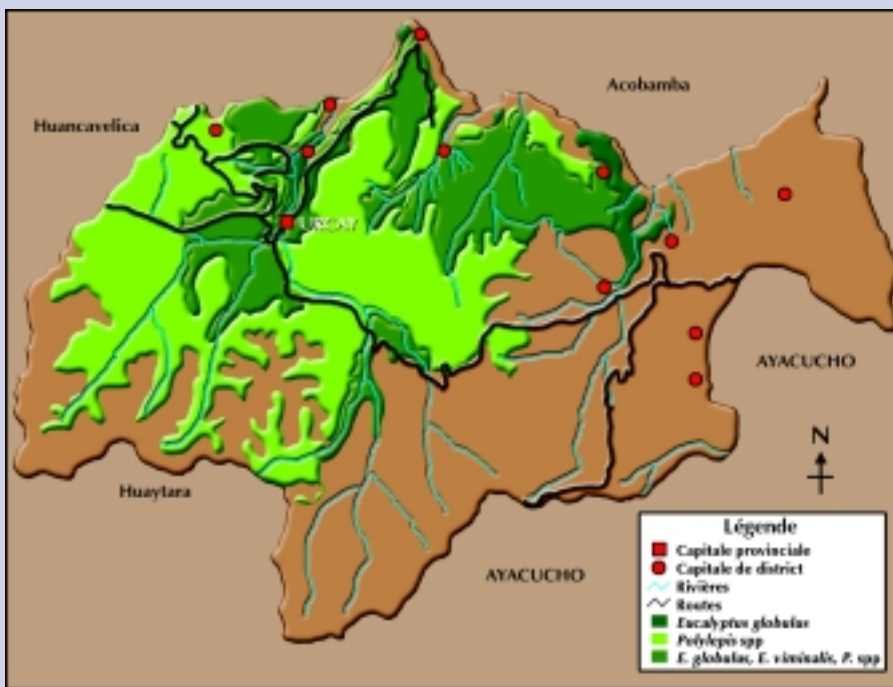 Acobamba
Huancavelica
AYACUCHO
N
Huaytara
AYACUCHO
Légende
Capitale provinciale
Capitale de district
Rivières
Routes
Eucalyptus globulus
Polylepis spp
E. globulus, E. viminalis, P. spp